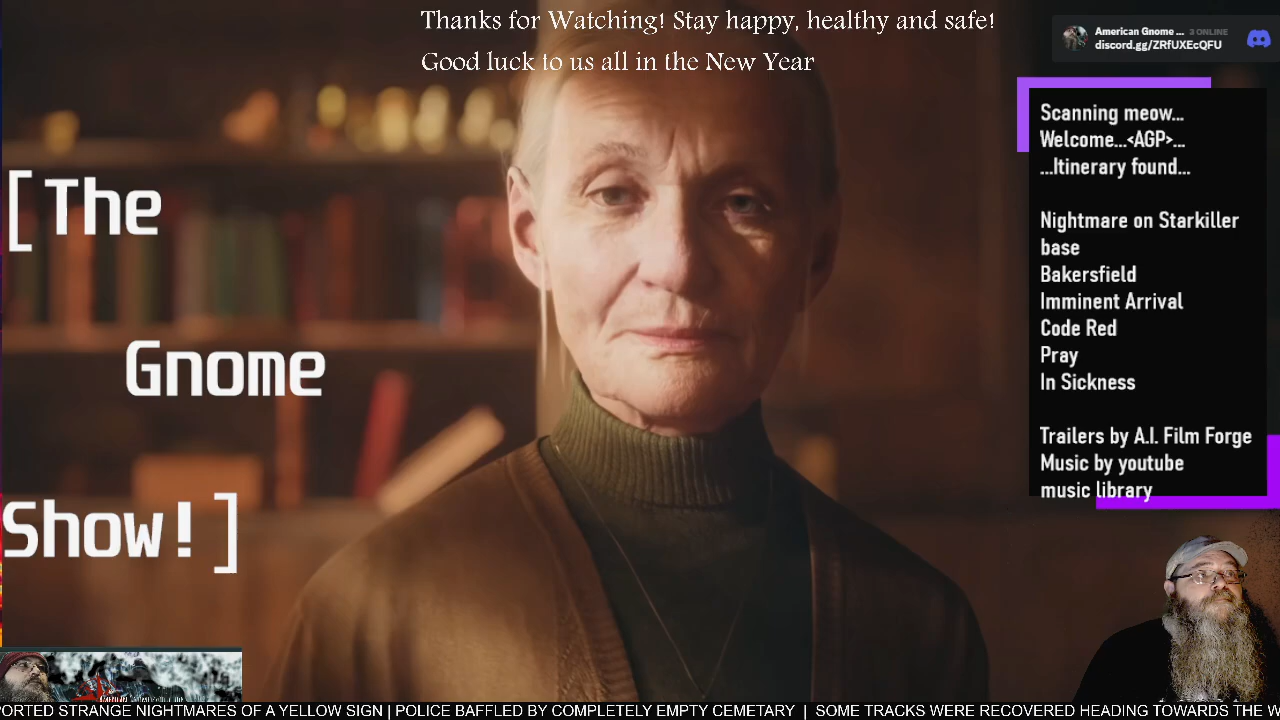 Thanks for Watching! Stay happy, healthy and safe!
Good luck to us all in the New Year
American Gnome ... 3 ONLINE
discord.gg/ZRfUXEcQFU
[The
Gnome
Show!]
Scanning meow...
Welcome...<AGP>...
...Itinerary found...
Nightmare on Starkiller
base
Bakersfield
Imminent Arrival
Code Red
Pray
In Sickness
Trailers by A.I. Film Forge
Music by youtube
music library
PORTED STRANGE NIGHTMARES OF A YELLOW SIGN | POLICE BAFFLED BY COMPLETELY EMPTY CEMETARY | SOME TRACKS WERE RECOVERED HEADING TOWARDS THE W